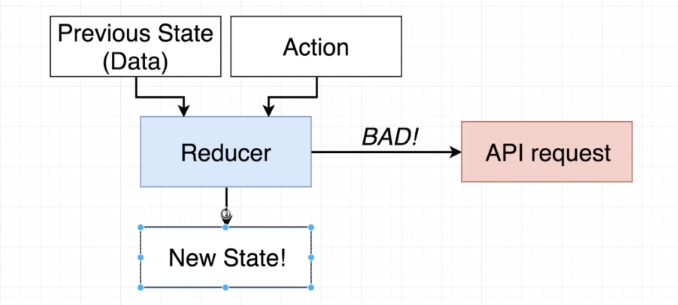 Previous State
(Data)
Action
Reducer
BAD!
API request
New State!